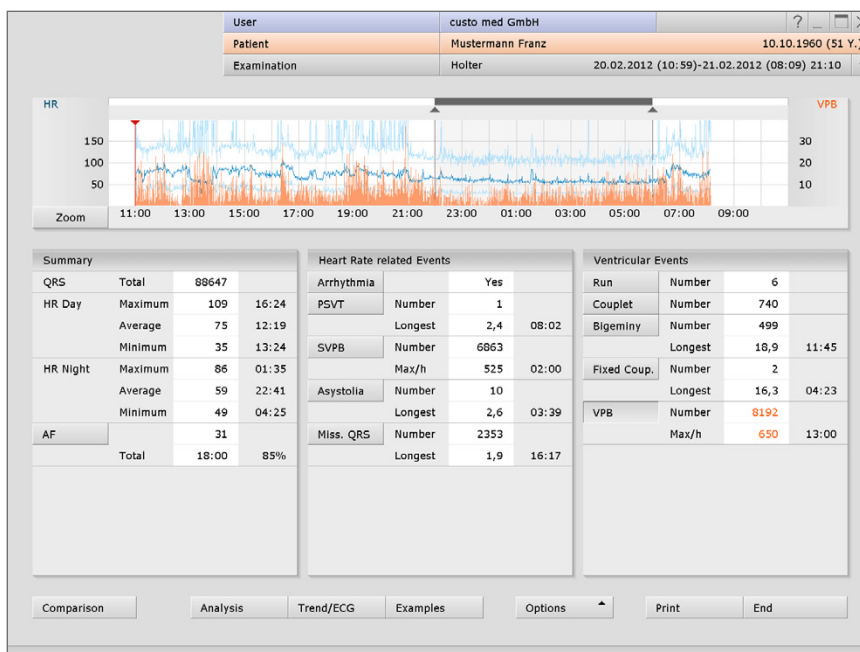 User custo med GmbH ? _
Patient Mustermann Franz 10.10.1960 (51 Y.)
Examination Holter 20.02.2012 (10:59)-21.02.2012 (08:09) 21:10
HR VPB
150 30
100 20
50 10
Zoom 11:00 13:00 15:00 17:00 19:00 21:00 23:00 01:00 03:00 05:00 07:00 09:00
Summary
QRS Total 88647
HR Day Maximum 109 16:24
Average 75 12:19
Minimum 35 13:24
HR Night Maximum 86 01:35
Average 59 22:41
Minimum 49 04:25
AF 31
Total 18:00 85%
Heart Rate related Events
Arrhythmia Yes
PSVT Number 1
Longest 2,4 08:02
SVPB Number 6863
Max/h 525 02:00
Asystolia Number 10
Longest 2,6 03:39
Miss. QRS Number 2353
Longest 1,9 16:17
Ventricular Events
Run Number 6
Couplet Number 740
Bigeminy Number 499
Longest 18,9 11:45
Fixed Coup. Number 2
Longest 16,3 04:23
VPB Number 8192
Max/h 650 13:00
Comparison Analysis Trend/ECG Examples Options Print End